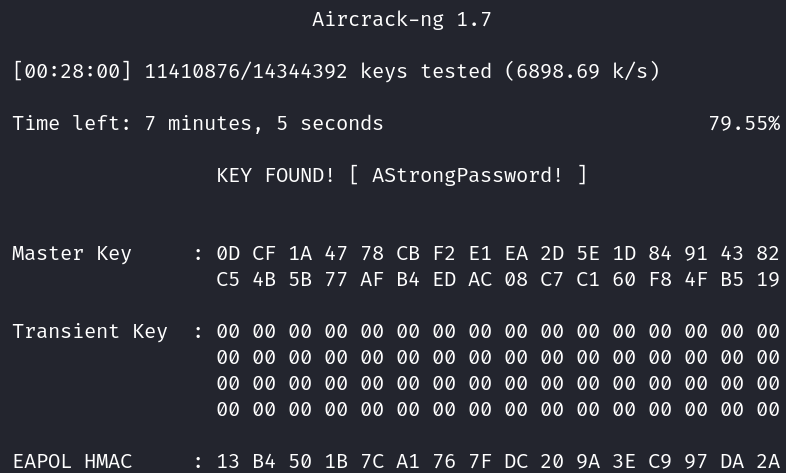 Aircrack-ng 1.7
[00:28:00] 11410876/14344392 keys tested (6898.69 k/s)
Time left: 7 minutes, 5 seconds 79.55%
KEY FOUND! [ AStrongPassword! ]
Master Key : 0D CF 1A 47 78 CB F2 E1 EA 2D 5E 1D 84 91 43 82
C5 4B 5B 77 AF B4 ED AC 08 C7 C1 60 F8 4F B5 19
Transient Key : 00 00 00 00 00 00 00 00 00 00 00 00 00 00 00 00
00 00 00 00 00 00 00 00 00 00 00 00 00 00 00 00
00 00 00 00 00 00 00 00 00 00 00 00 00 00 00 00
00 00 00 00 00 00 00 00 00 00 00 00 00 00 00 00
EAPOL HMAC : 13 B4 50 1B 7C A1 76 7F DC 20 9A 3E C9 97 DA 2A